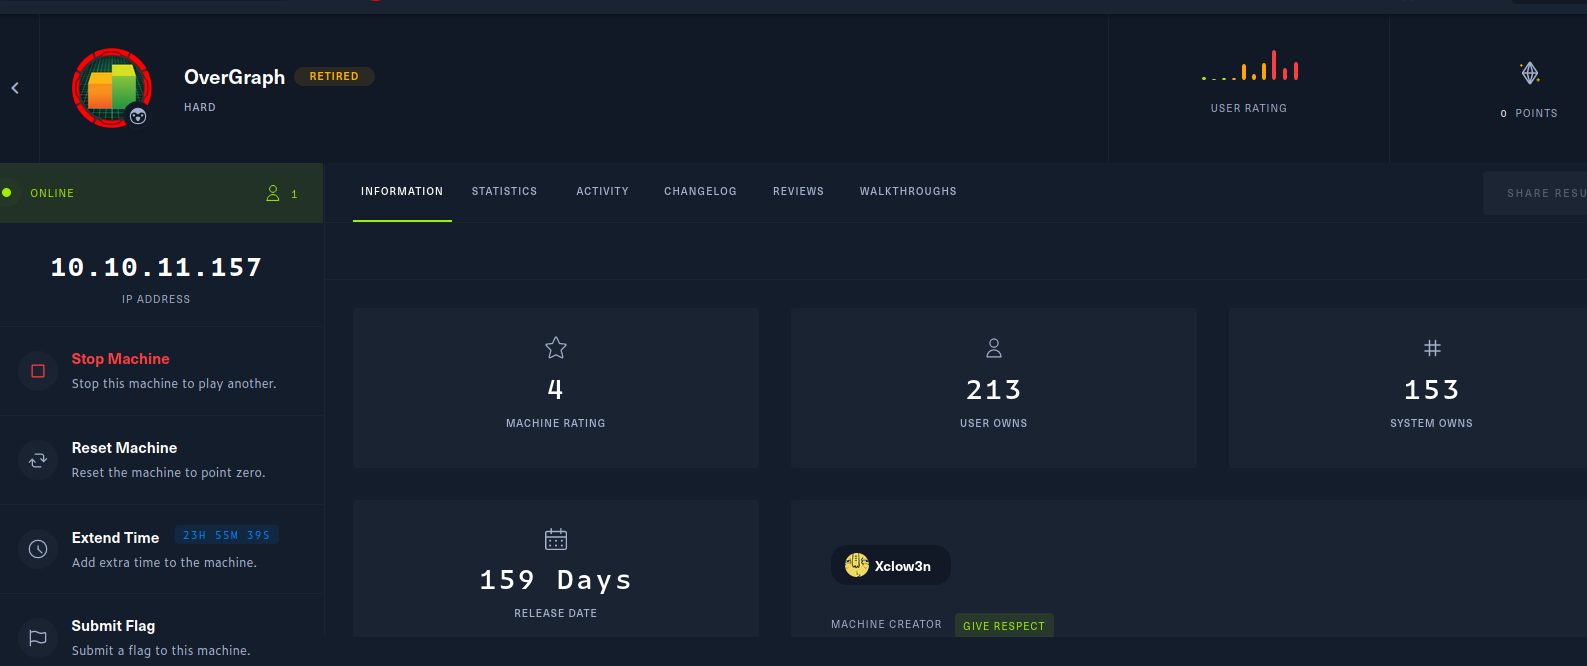 OverGraph RETIRED
HARD
USER RATING
0 POINTS
ONLINE 1
INFORMATION STATISTICS ACTIVITY CHANGELOG REVIEWS WALKTHROUGHS
SHARE RESU
10.10.11.157
IP ADDRESS
Stop Machine
Stop this machine to play another.
Reset Machine
Reset the machine to point zero.
Extend Time 23H 55M 39S
Add extra time to the machine.
Submit Flag
Submit a flag to this machine.
4
MACHINE RATING
213
USER OWNS
153
SYSTEM OWNS
159 Days
RELEASE DATE
Xclow3n
MACHINE CREATOR GIVE RESPECT